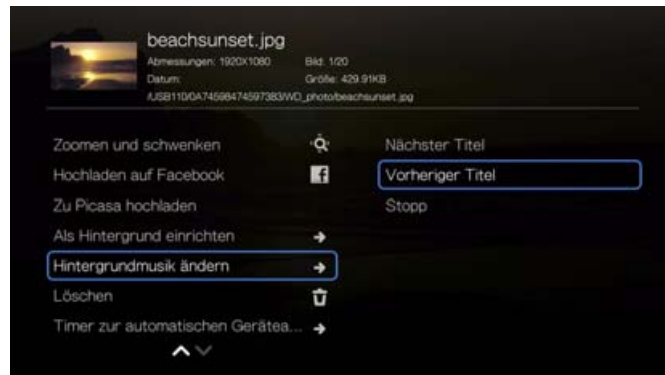 beachsunset.jpg
Abmessungen: 1920X1080 Bild: 1/20
Datum: Größe: 429.91KB
/USB110/0A74598474597383/WD_photo/beachsunset.jpg
Zoomen und schwenken
Nächster Titel
Hochladen auf Facebook
f
Vorheriger Titel
Zu Picasa hochladen
Stopp
Als Hintergrund einrichten
Hintergrundmusik ändern
Löschen
Timer zur automatischen Gerätea...